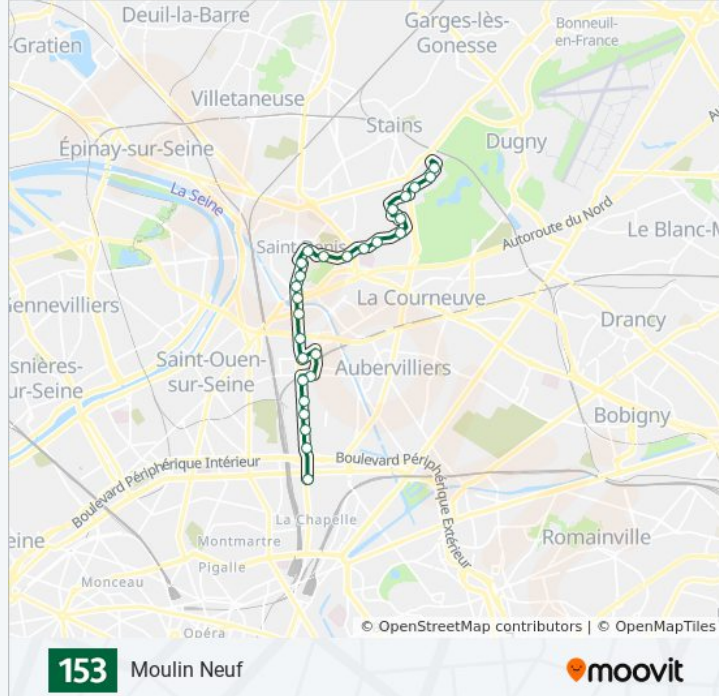 Deuil-la-Barre
Garges-lès-
Gonesse
Bonneuil-
en-France
-Gratien
Villetaneuse
Stains
Dugny
Épinay-sur-Seine
La Seine
Autoroute du Nord
Saint-Denis
Le Blanc-M
Gennevilliers
La Courneuve
Drancy
snières-
ur-Seine
Saint-Ouen-
sur-Seine
Aubervilliers
Bobigny
Boulevard Périphérique Intérieur
Boulevard Périphérique Extérieur
La Chapelle
eine
Montmartre
Romainville
Pigalle
Monceau
Opéra
© OpenStreetMap contributors | © OpenMapTiles
153 Moulin Neuf
moovit